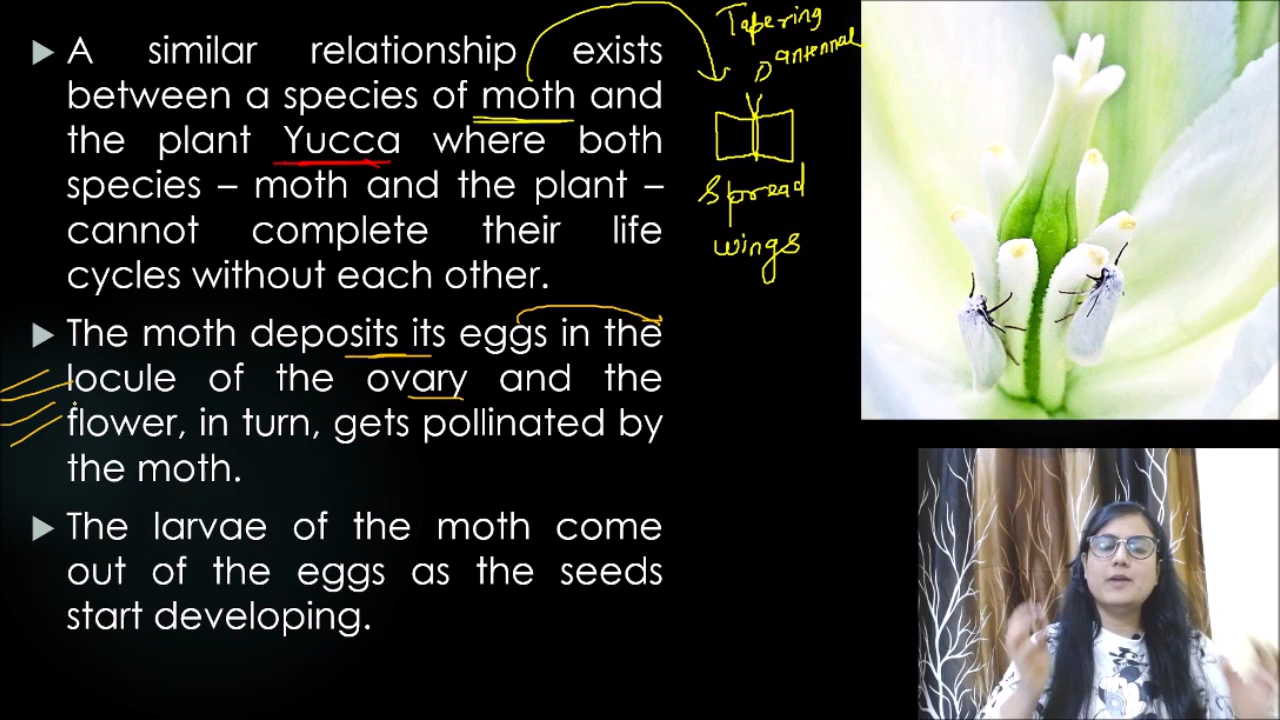 A similar relationship exists
between a species of moth and
the plant Yucca where both
species – moth and the plant –
cannot complete their life
cycles without each other.
The moth deposits its eggs in the
locule of the ovary and the
flower, in turn, gets pollinated by
the moth.
The larvae of the moth come
out of the eggs as the seeds
start developing.
Tapering
antennal
Spread
wings